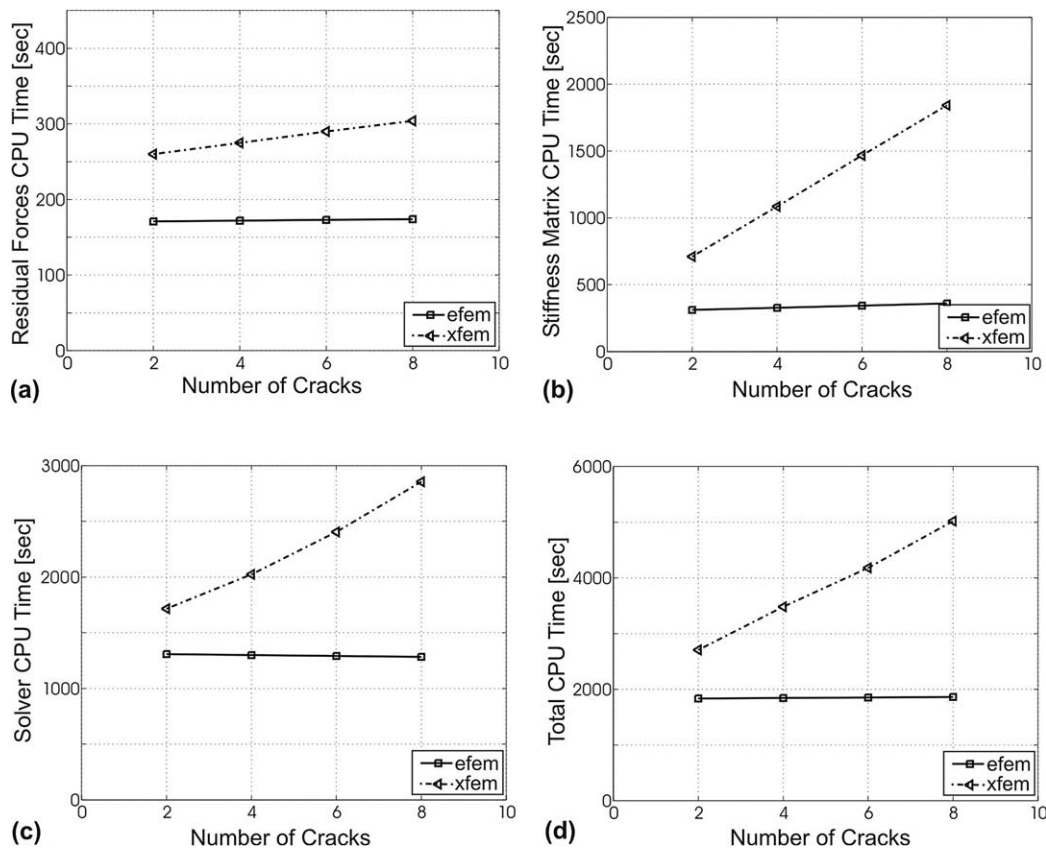 Residual Forces CPU Time [sec]
400
300
200
100
0
0 2 4 6 8 10
efem
xfem
Number of Cracks
(a)
Stiffness Matrix CPU Time [sec]
2500
2000
1500
1000
500
0
0 2 4 6 8 10
efem
xfem
Number of Cracks
(b)
Solver CPU Time [sec]
3000
2000
1000
0
0 2 4 6 8 10
efem
xfem
Number of Cracks
(c)
Total CPU Time [sec]
6000
4000
2000
0
0 2 4 6 8 10
efem
xfem
Number of Cracks
(d)